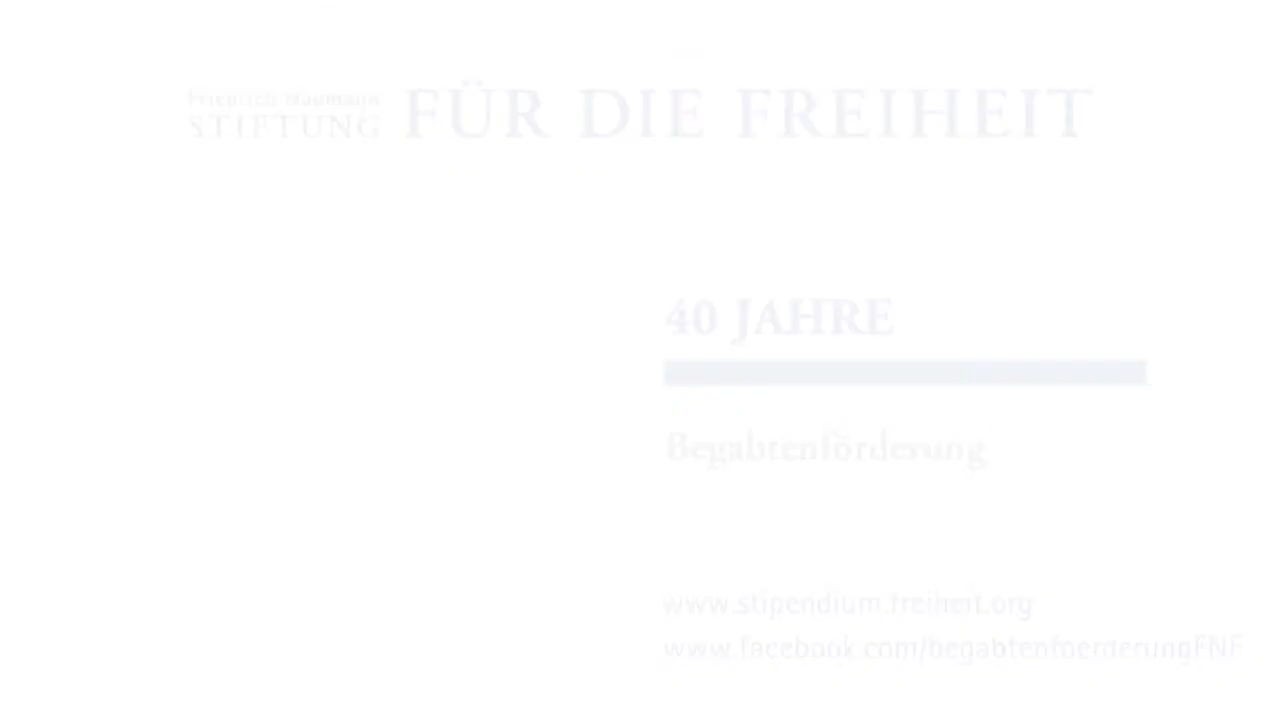 Friedrich Naumann
STIFTUNG FÜR DIE FREIHEIT
40 JAHRE
Begabtenförderung
www.stipendium.freiheit.org
www.facebook.com/begabtenfoerderungFNF